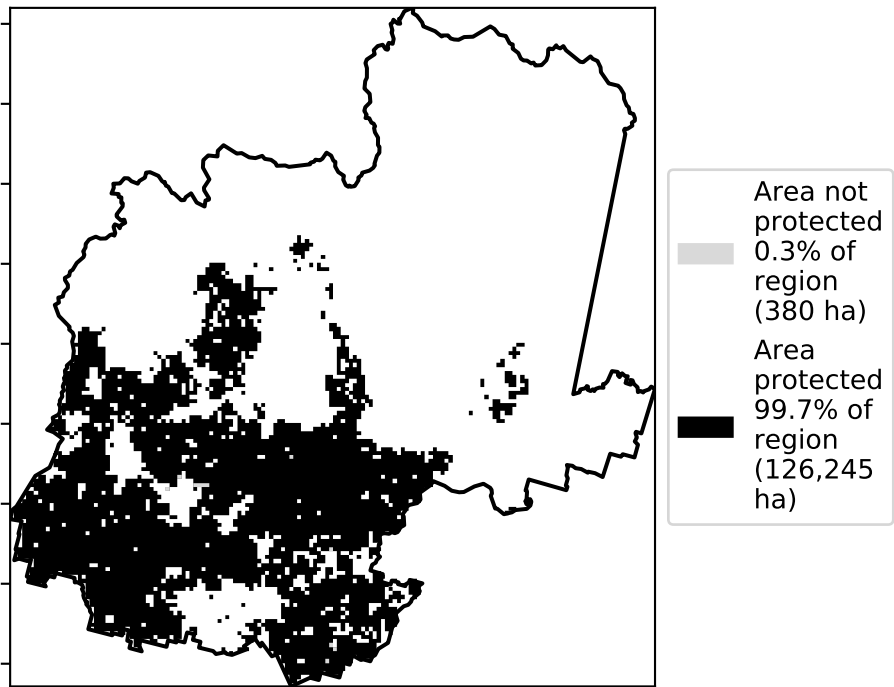 Area not
protected
0.3% of
region
(380 ha)
Area
protected
99.7% of
region
(126,245
ha)